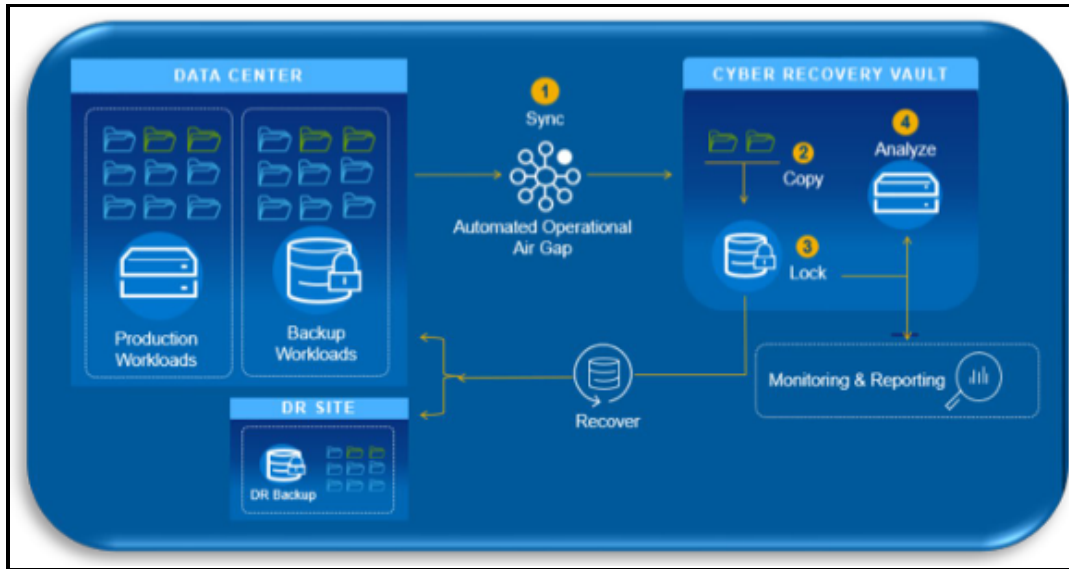 DATA CENTER
Production
Workloads
Backup
Workloads
1
Sync
Automated Operational
Air Gap
CYBER RECOVERY VAULT
2
Copy
3
Lock
4
Analyze
Monitoring & Reporting
Recover
DR SITE
DR Backup